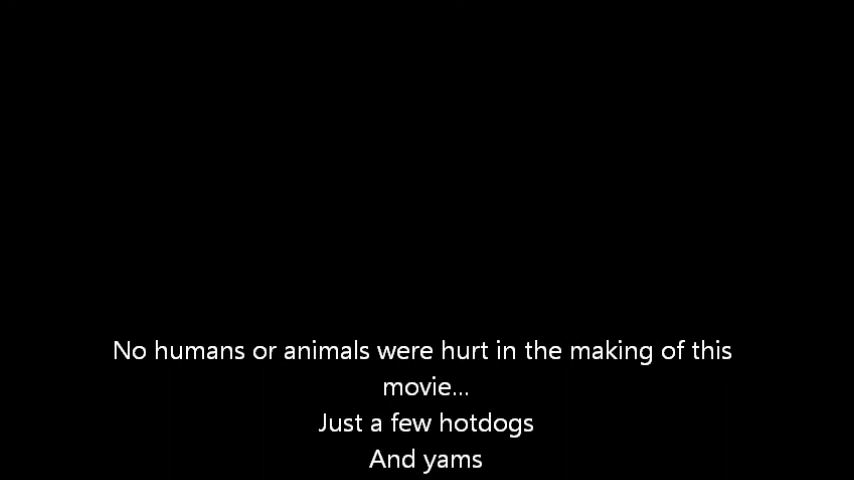 No humans or animals were hurt in the making of this
movie...
Just a few hotdogs
And yams